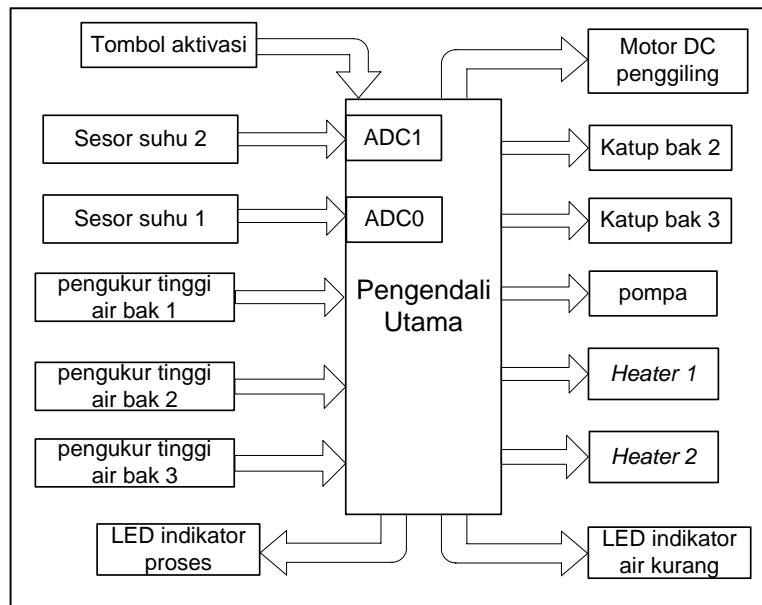 Tombol aktivasi
Motor DC
penggiling
Sesor suhu 2
ADC1
Katup bak 2
Sesor suhu 1
ADC0
Katup bak 3
pengukur tinggi
air bak 1
Pengendali
Utama
pompa
pengukur tinggi
air bak 2
Heater 1
pengukur tinggi
air bak 3
Heater 2
LED indikator
proses
LED indikator
air kurang